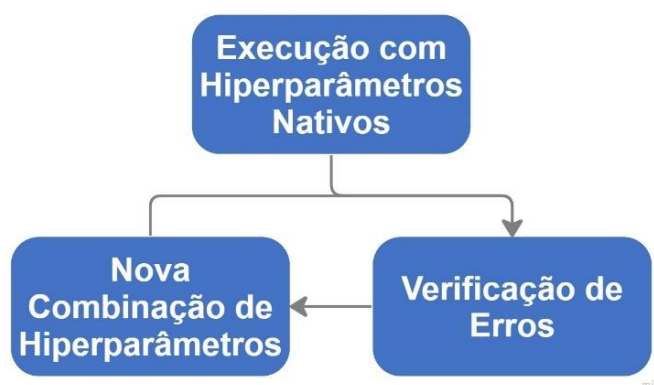 Execução com
Hiperparâmetros
Nativos
Nova
Combinação de
Hiperparâmetros
Verificação de
Erros